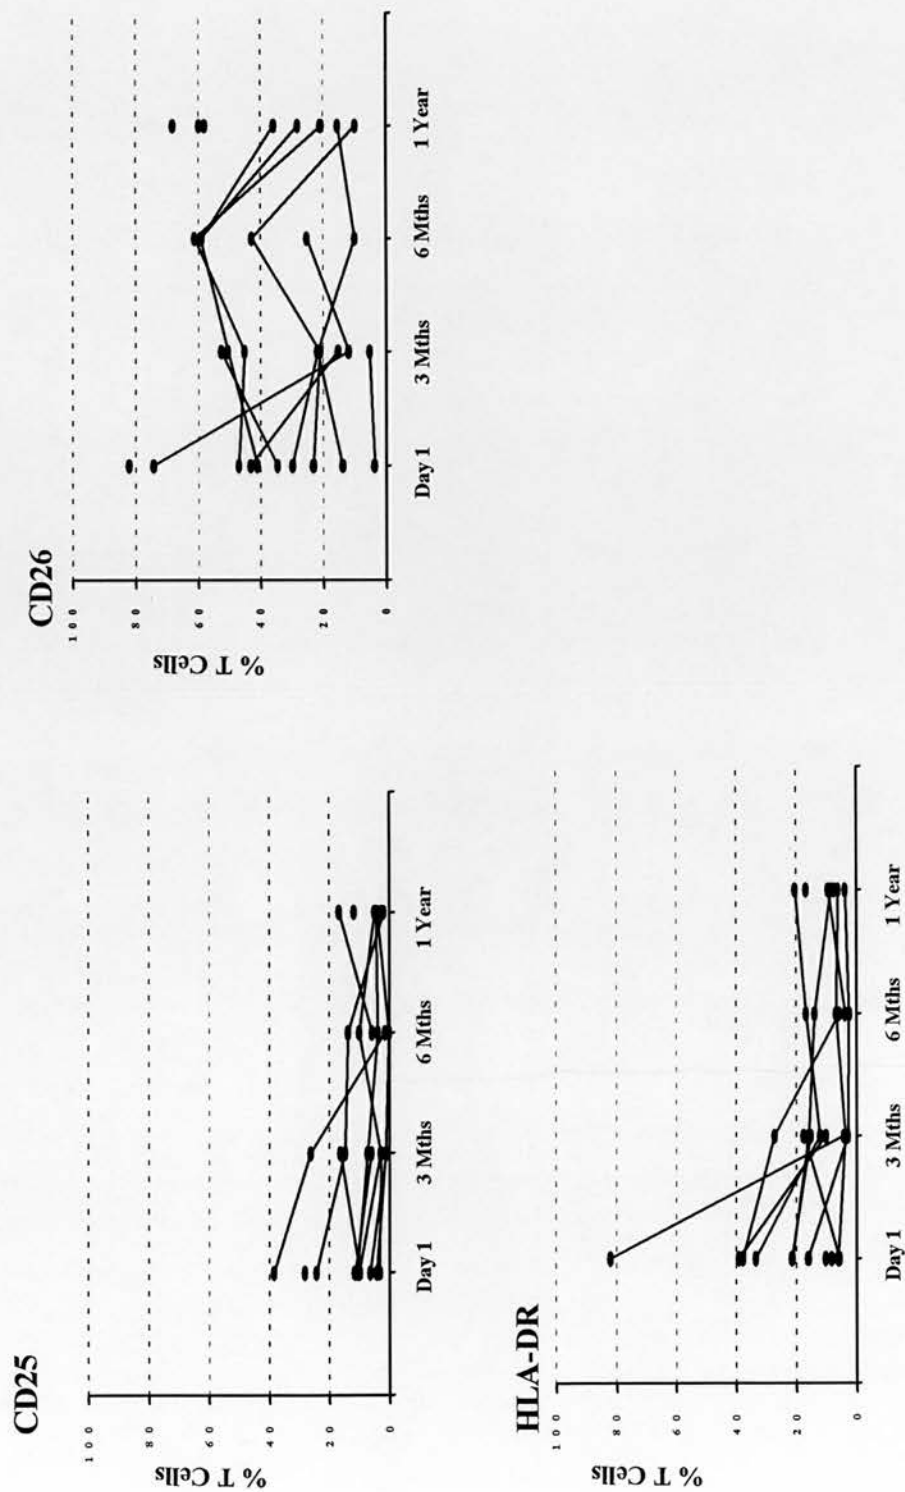 CD25
% T Cells
100
80
60
40
20
0
Day 1
3 Mths
6 Mths
1 Year
CD26
% T Cells
100
80
60
40
20
0
Day 1
3 Mths
6 Mths
1 Year
HLA-DR
% T Cells
100
80
60
40
20
0
Day 1
3 Mths
6 Mths
1 Year